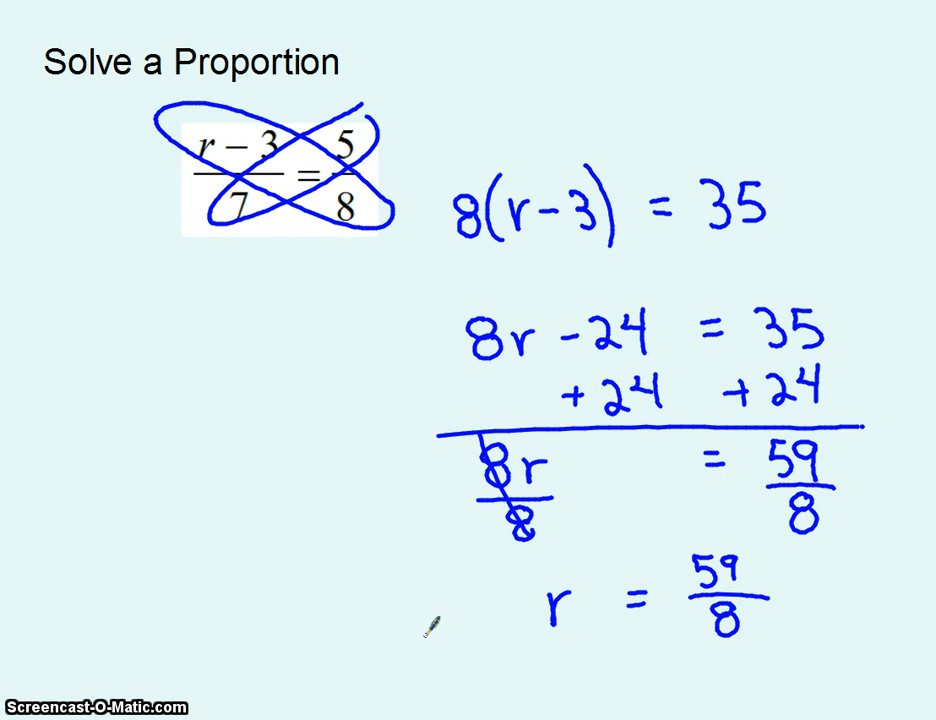 Solve a Proportion
r − 3 / 7 = 5 / 8
8(r - 3) = 35
8r - 24 = 35
+ 24 + 24
8r / 8 = 59 / 8
r = 59 / 8
Screencast-O-Matic.com